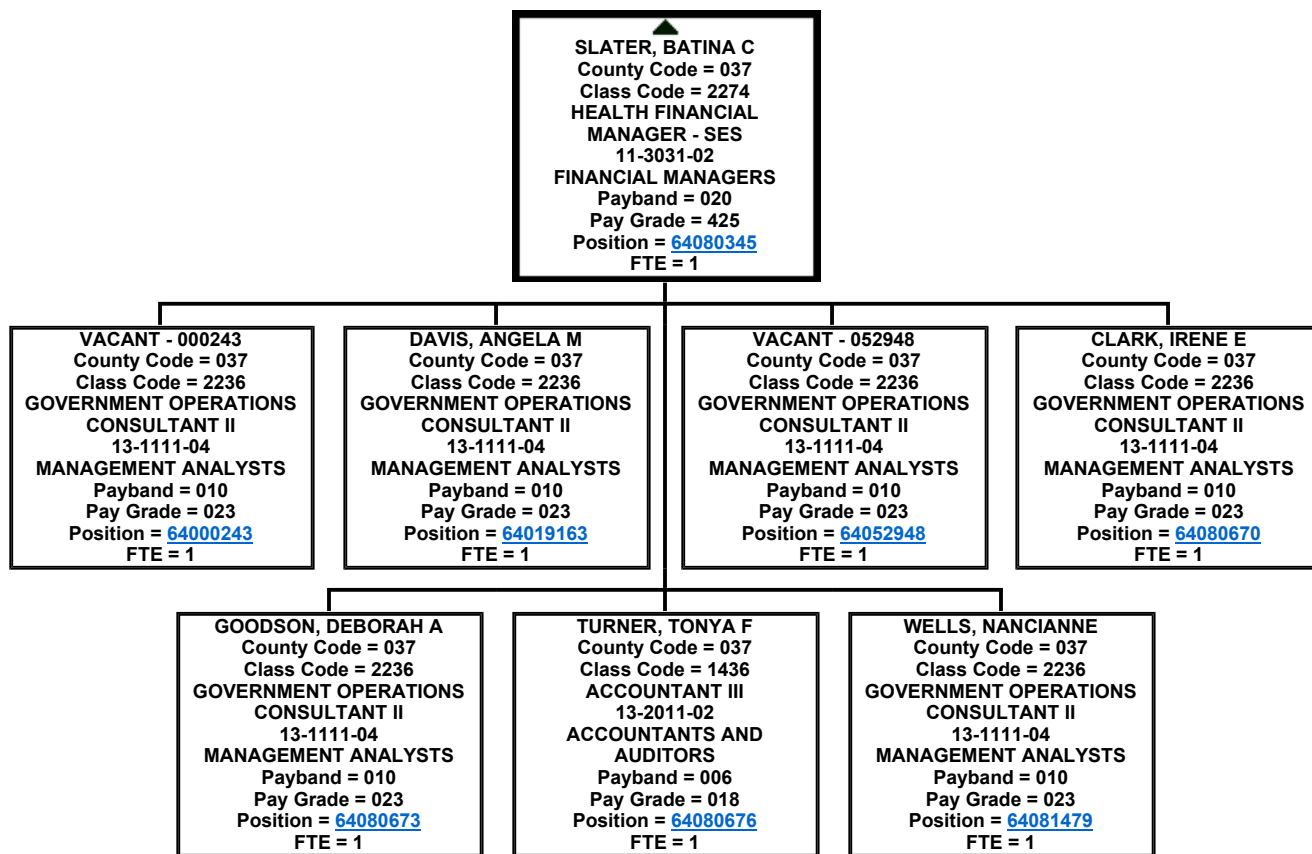 SLATER, BATINA C
County Code = 037
Class Code = 2274
HEALTH FINANCIAL
MANAGER - SES
11-3031-02
FINANCIAL MANAGERS
Payband = 020
Pay Grade = 425
Position = 64080345
FTE = 1
VACANT - 000243
County Code = 037
Class Code = 2236
GOVERNMENT OPERATIONS
CONSULTANT II
13-1111-04
MANAGEMENT ANALYSTS
Payband = 010
Pay Grade = 023
Position = 64000243
FTE = 1
DAVIS, ANGELA M
County Code = 037
Class Code = 2236
GOVERNMENT OPERATIONS
CONSULTANT II
13-1111-04
MANAGEMENT ANALYSTS
Payband = 010
Pay Grade = 023
Position = 64019163
FTE = 1
VACANT - 052948
County Code = 037
Class Code = 2236
GOVERNMENT OPERATIONS
CONSULTANT II
13-1111-04
MANAGEMENT ANALYSTS
Payband = 010
Pay Grade = 023
Position = 64052948
FTE = 1
CLARK, IRENE E
County Code = 037
Class Code = 2236
GOVERNMENT OPERATIONS
CONSULTANT II
13-1111-04
MANAGEMENT ANALYSTS
Payband = 010
Pay Grade = 023
Position = 64080670
FTE = 1
GOODSON, DEBORAH A
County Code = 037
Class Code = 2236
GOVERNMENT OPERATIONS
CONSULTANT II
13-1111-04
MANAGEMENT ANALYSTS
Payband = 010
Pay Grade = 023
Position = 64080673
FTE = 1
TURNER, TONYA F
County Code = 037
Class Code = 1436
ACCOUNTANT III
13-2011-02
ACCOUNTANTS AND
AUDITORS
Payband = 006
Pay Grade = 018
Position = 64080676
FTE = 1
WELLS, NANCIANNE
County Code = 037
Class Code = 2236
GOVERNMENT OPERATIONS
CONSULTANT II
13-1111-04
MANAGEMENT ANALYSTS
Payband = 010
Pay Grade = 023
Position = 64081479
FTE = 1